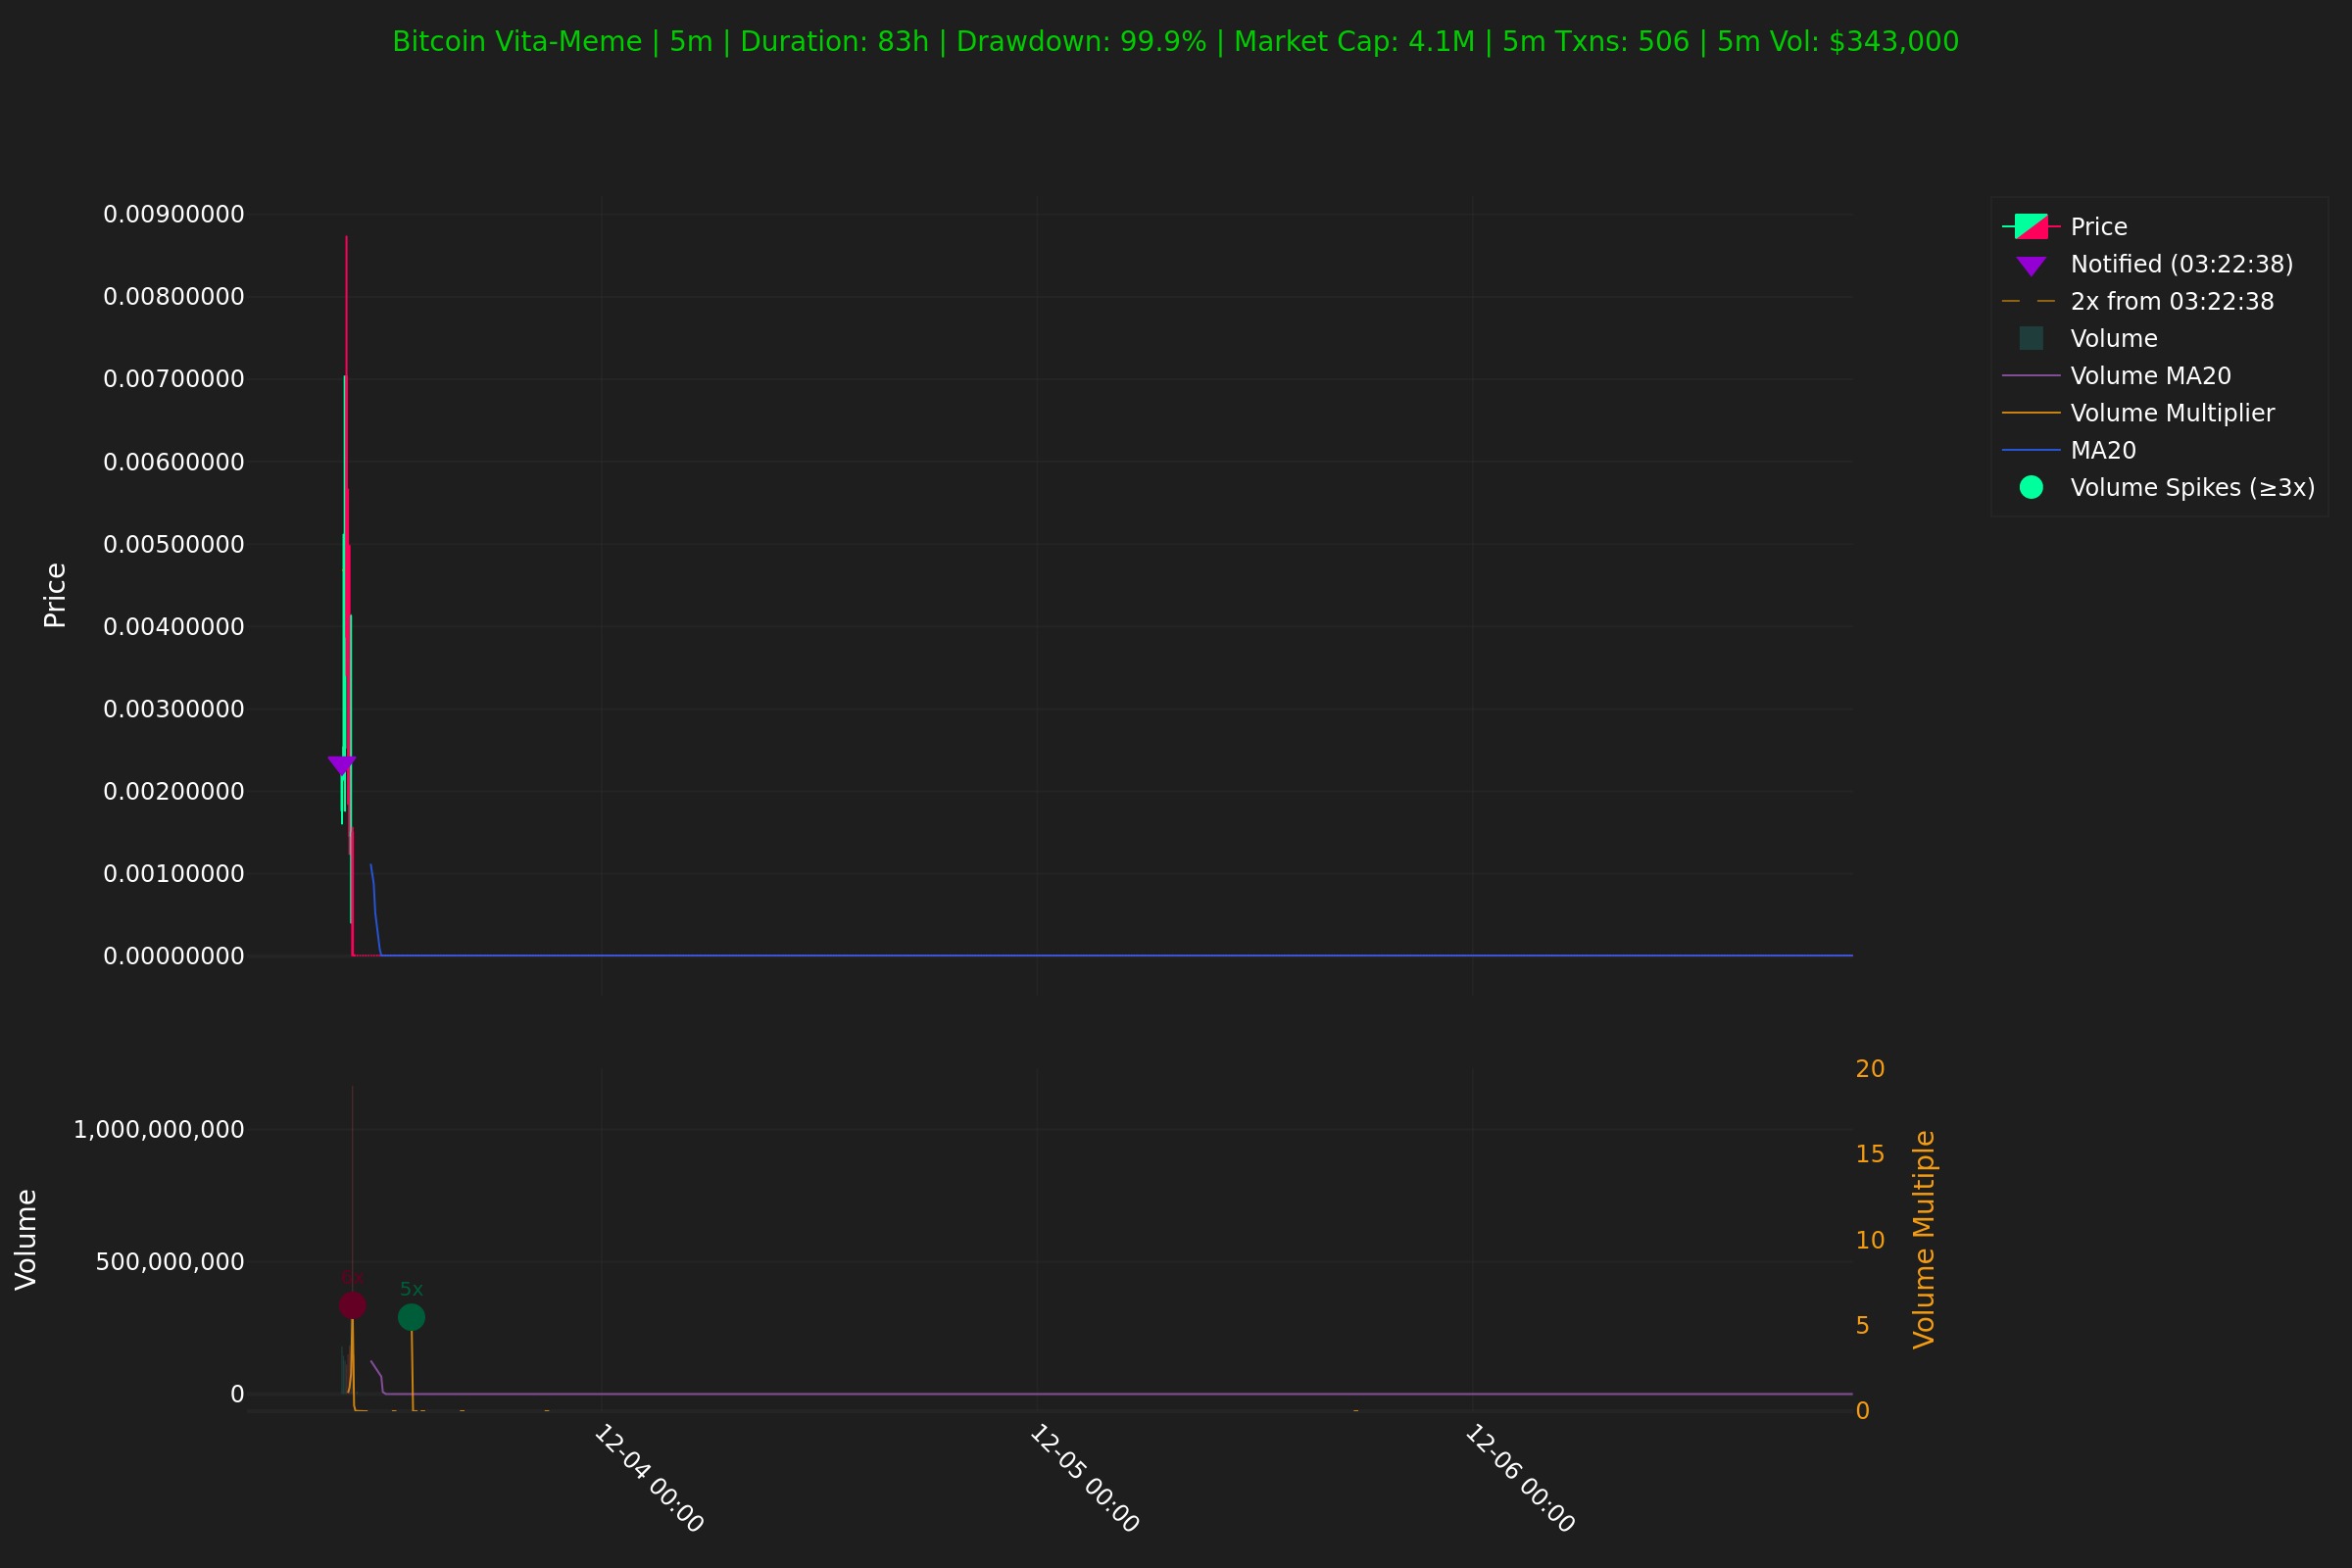 Bitcoin Vita-Meme | 5m | Duration: 83h | Drawdown: 99.9% | Market Cap: 4.1M | 5m Txns: 506 | 5m Vol: $343,000
Price
0.00900000
0.00800000
0.00700000
0.00600000
0.00500000
0.00400000
0.00300000
0.00200000
0.00100000
0.00000000
Price
Notified (03:22:38)
2x from 03:22:38
Volume
Volume MA20
Volume Multiplier
MA20
Volume Spikes (≥3x)
Volume
1,000,000,000
500,000,000
0
5x
20
15
10
5
0
Volume Multiple
12-04 00:00
12-05 00:00
12-06 00:00